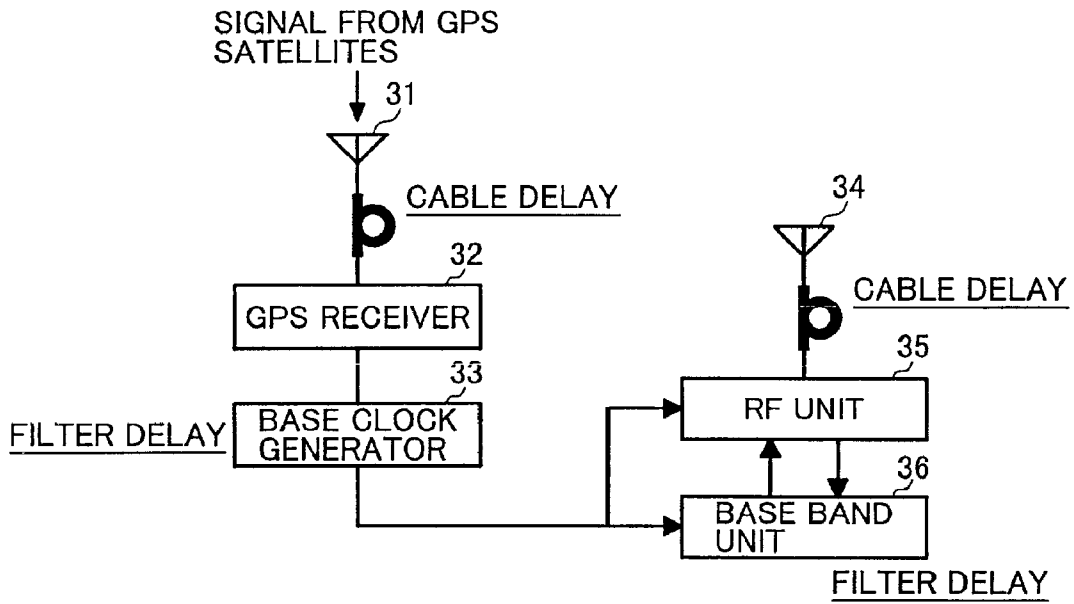 SIGNAL FROM GPS
SATELLITES
31
CABLE DELAY
34
32
GPS RECEIVER
CABLE DELAY
33
BASE CLOCK
GENERATOR
FILTER DELAY
35
RF UNIT
36
BASE BAND
UNIT
FILTER DELAY